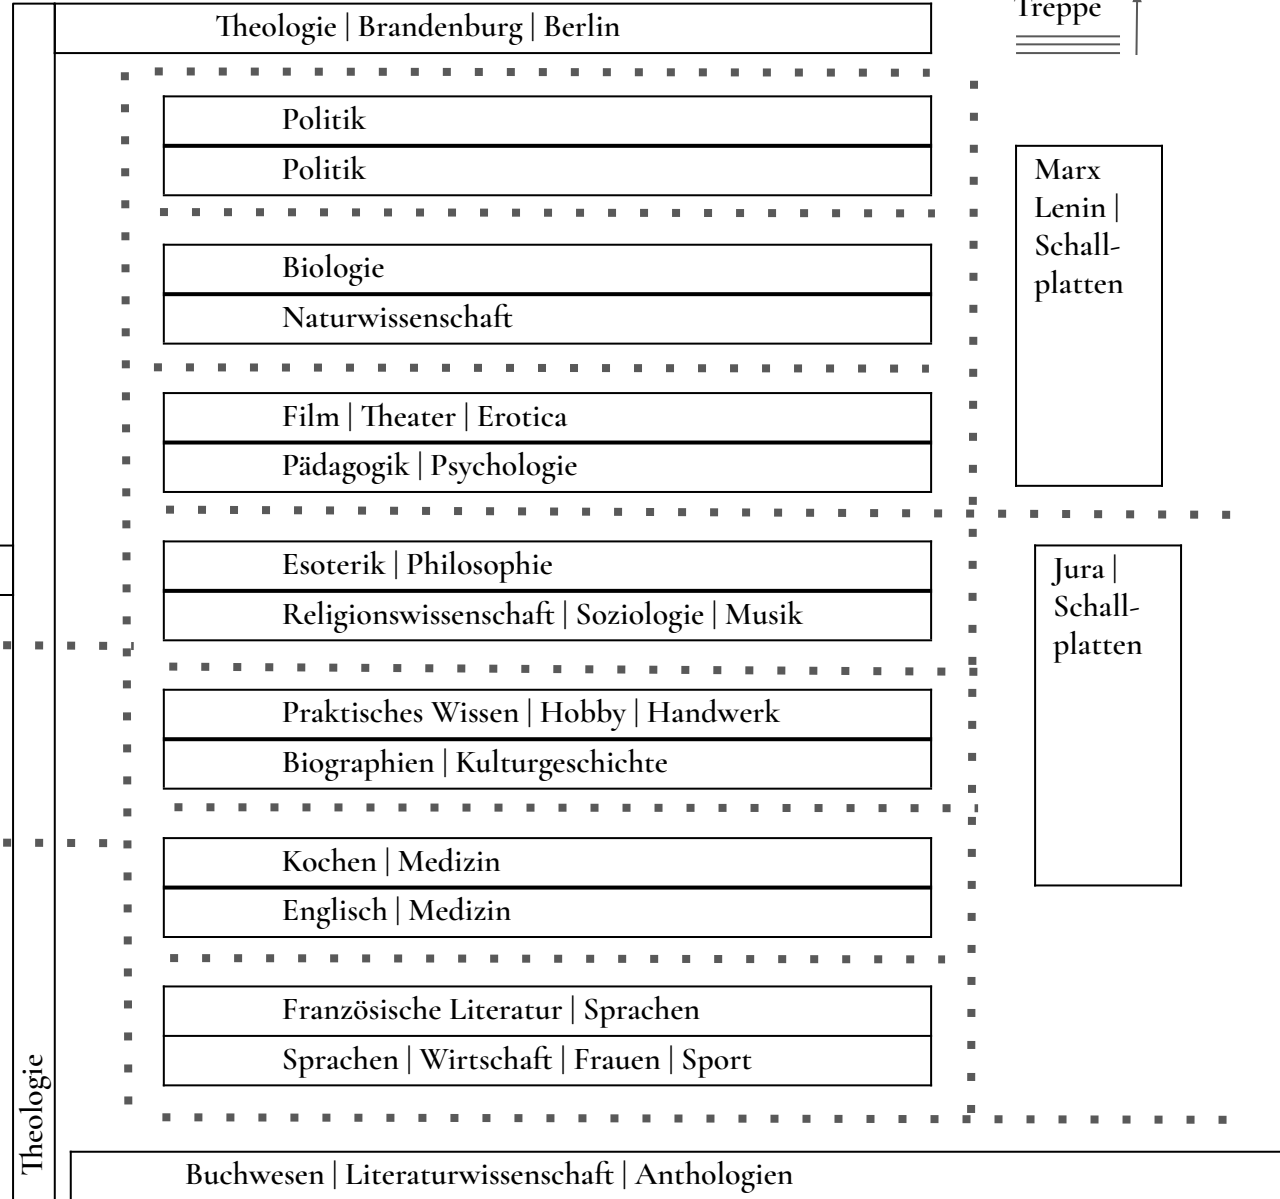 Theologie | Brandenburg | Berlin
Treppe
Politik
Politik
Marx
Lenin |
Schall-
platten
Biologie
Naturwissenschaft
Film | Theater | Erotica
Pädagogik | Psychologie
Esoterik | Philosophie
Religionswissenschaft | Soziologie | Musik
Jura |
Schall-
platten
Praktisches Wissen | Hobby | Handwerk
Biographien | Kulturgeschichte
Kochen | Medizin
Englisch | Medizin
Französische Literatur | Sprachen
Sprachen | Wirtschaft | Frauen | Sport
Theologie
Buchwesen | Literaturwissenschaft | Anthologien